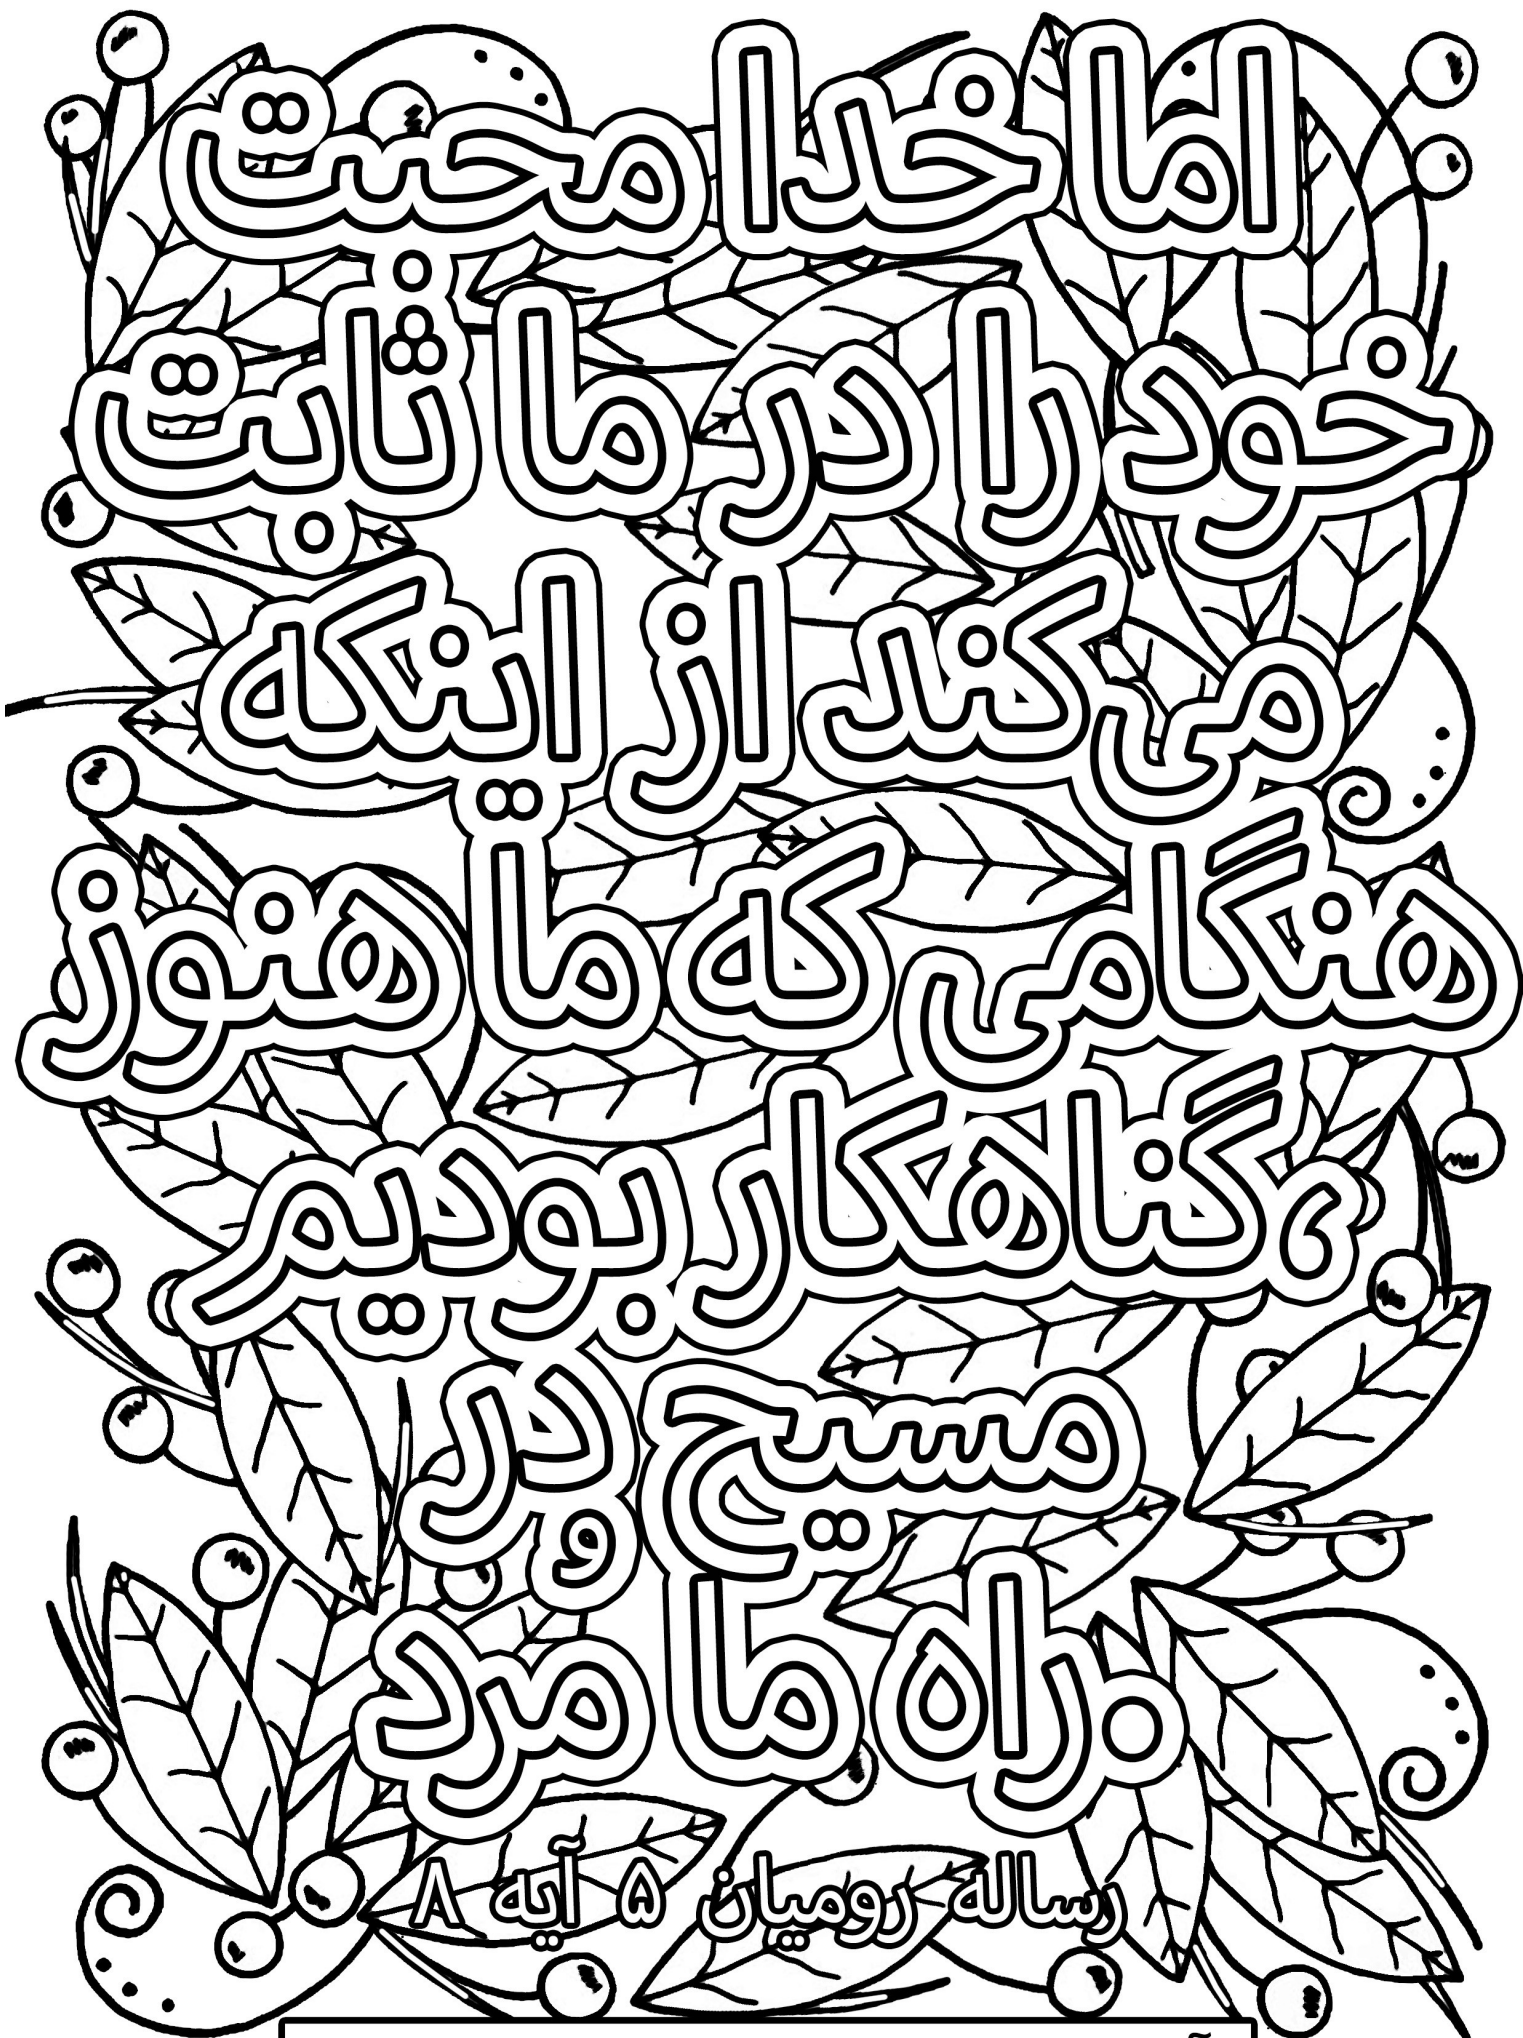 اما خدا محبت
خود را در ما ثابت
می کند از اینکه
هنگامی که ما هنوز
گناهکار بودیم
مسیح در
راه ما مرد
رساله رومیان ۵ آیه ۸